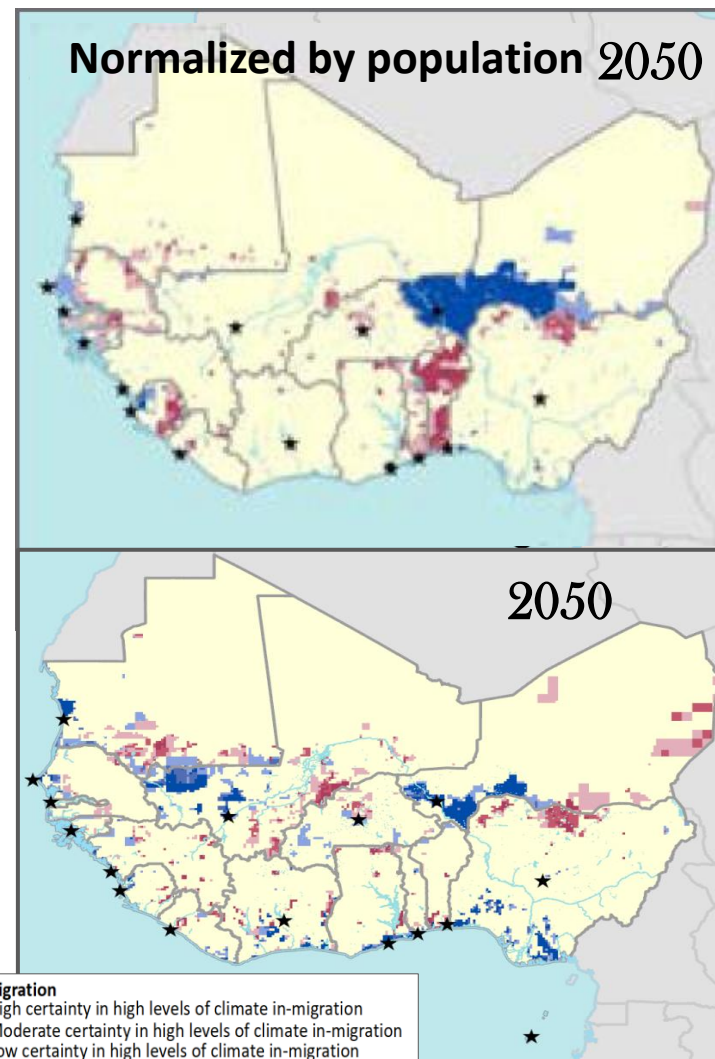 Normalized by population 2050
2050
igration
igh certainty in high levels of climate in-migration
Moderate certainty in high levels of climate in-migration
ow certainty in high levels of climate in-migration